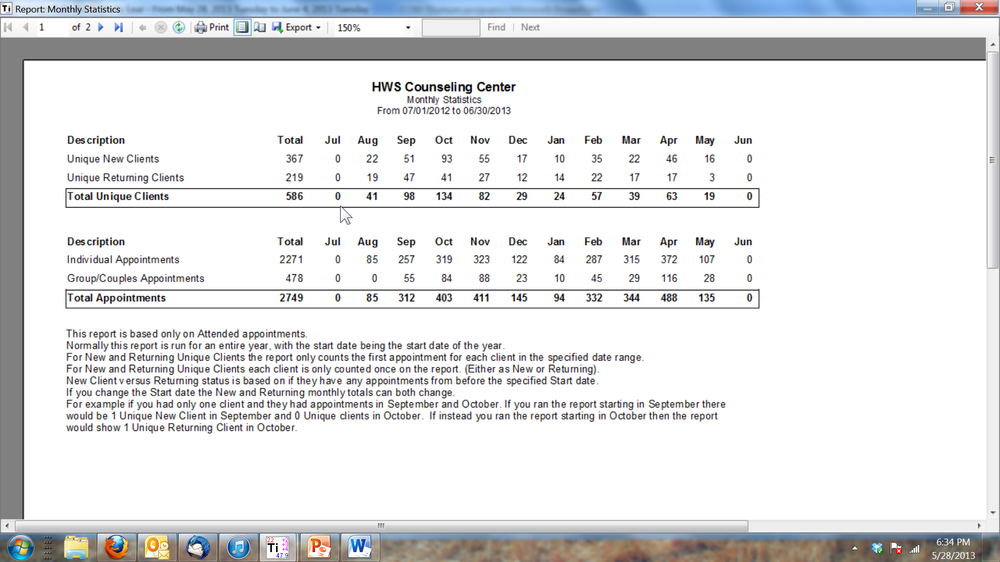 Report: Monthly Statistics
1 of 2 Print Export 150% Find Next
HWS Counseling Center
Monthly Statistics
From 07/01/2012 to 06/30/2013
Description Total Jul Aug Sep Oct Nov Dec Jan Feb Mar Apr May Jun
Unique New Clients 367 0 22 51 93 55 17 10 35 22 46 16 0
Unique Returning Clients 219 0 19 47 41 27 12 14 22 17 17 3 0
Total Unique Clients 586 0 41 98 134 82 29 24 57 39 63 19 0
Description Total Jul Aug Sep Oct Nov Dec Jan Feb Mar Apr May Jun
Individual Appointments 2271 0 85 257 319 323 122 84 287 315 372 107 0
Group/Couples Appointments 478 0 0 55 84 88 23 10 45 29 116 28 0
Total Appointments 2749 0 85 312 403 411 145 94 332 344 488 135 0
This report is based only on Attended appointments.
Normally this report is run for an entire year, with the start date being the start date of the year.
For New and Returning Unique Clients the report only counts the first appointment for each client in the specified date range.
For New and Returning Unique Clients each client is only counted once on the report. (Either as New or Returning).
New Client versus Returning status is based on if they have any appointments from before the specified Start date.
If you change the Start date the New and Returning monthly totals can both change.
For example if you had only one client and they had appointments in September and October. If you ran the report starting in September there
would be 1 Unique New Client in September and 0 Unique clients in October. If instead you ran the report starting in October then the report
would show 1 Unique Returning Client in October.
22 +2
Ti +3
+4
47.9
6:34 PM
5/28/2013